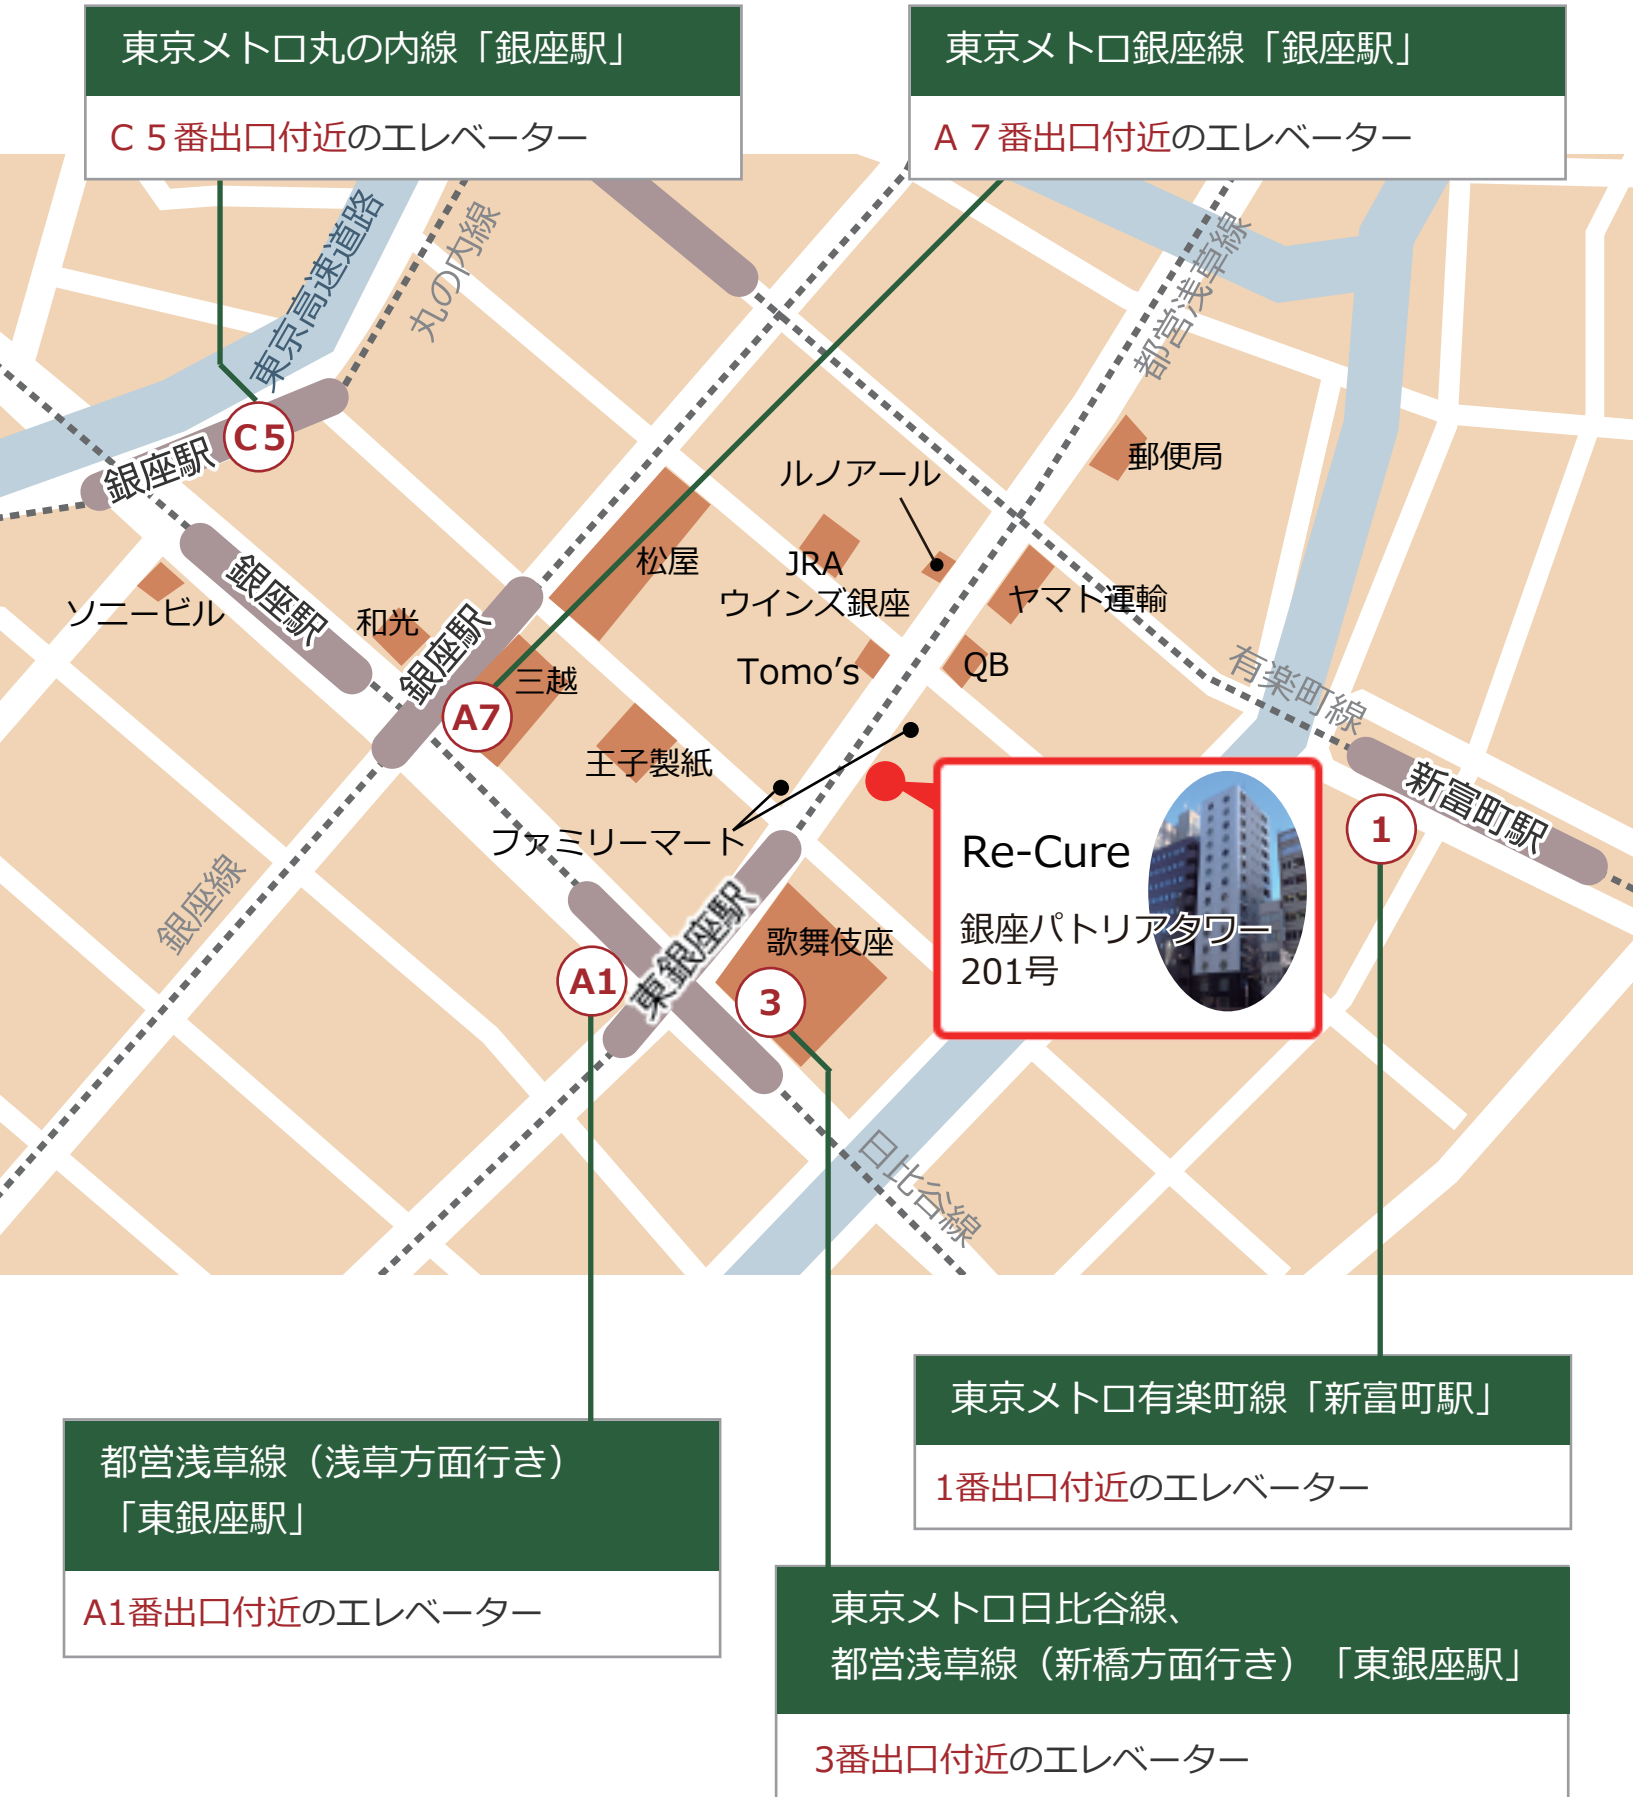 東京メトロ丸の内線「銀座駅」
C 5番出口付近のエレベーター
東京メトロ銀座線「銀座駅」
A 7番出口付近のエレベーター
東京高速道路
丸の内線
都営浅草線
C5
銀座駅
郵便局
ルノアール
松屋
JRA
ウインズ銀座
ヤマト運輸
ソニービル
銀座駅
和光
銀座駅
三越
A7
Tomo's
QB
有楽町線
王子製紙
ファミリーマート
新富町駅
1
Re-Cure
銀座パトリアタワー
201号
銀座線
東銀座駅
歌舞伎座
A1
3
日比谷線
東京メトロ有楽町線「新富町駅」
1番出口付近のエレベーター
都営浅草線（浅草方面行き）
「東銀座駅」
A1番出口付近のエレベーター
東京メトロ日比谷線、
都営浅草線（新橋方面行き）「東銀座駅」
3番出口付近のエレベーター